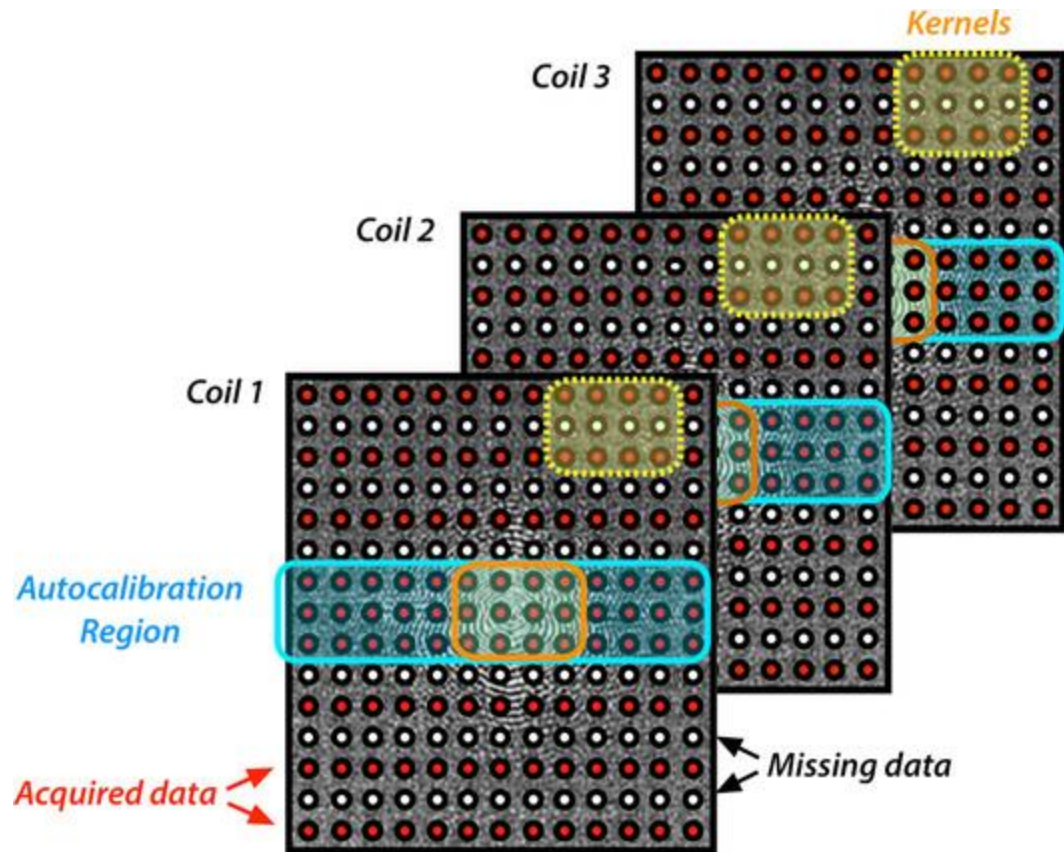 Kernels
Coil 3
Coil 2
Coil 1
Autocalibration
Region
Acquired data
Missing data